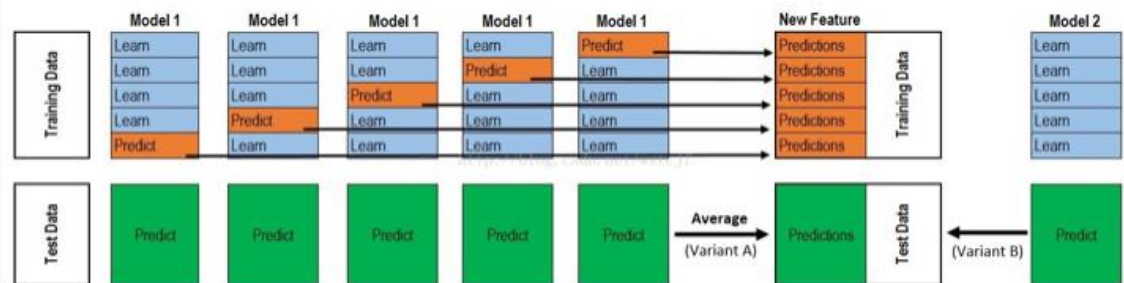 Model 1 Model 1 Model 1 Model 1 Model 1 New Feature Model 2
Training Data
Learn Learn Learn Learn Predict Predictions Learn
Learn Learn Learn Predict Learn Predictions Learn
Learn Learn Predict Learn Learn Predictions Learn
Learn Predict Learn Learn Learn Predictions Learn
Predict Learn Learn Learn Learn Predictions Learn
Training Data
Test Data
Predict Predict Predict Predict Predict
Average
(Variant A)
Predictions
Test Data
(Variant B)
Predict